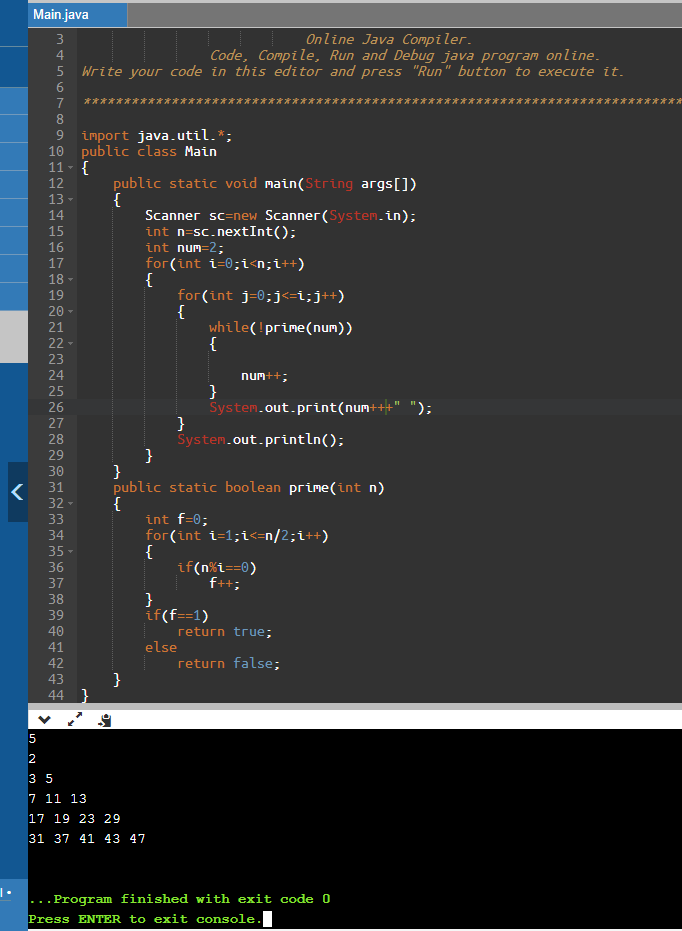 Main.java
3 Online Java Compiler.
4 Code, Compile, Run and Debug java program online.
5 Write your code in this editor and press "Run" button to execute it.
6
7 *******************************************************************************
8
9 import java.util.*;
10 public class Main
11 {
12     public static void main(String args[])
13     {
14         Scanner sc=new Scanner(System.in);
15         int n=sc.nextInt();
16         int num=2;
17         for(int i=0;i<n;i++)
18         {
19             for(int j=0;j<=i;j++)
20             {
21                 while(!prime(num))
22                 {
23
24                     num++;
25                 }
26                 System.out.print(num+++" ");
27             }
28             System.out.println();
29         }
30     }
31     public static boolean prime(int n)
32     {
33         int f=0;
34         for(int i=1;i<=n/2;i++)
35         {
36             if(n%i==0)
37                 f++;
38         }
39         if(f==1)
40             return true;
41         else
42             return false;
43     }
44 }
5
2
3 5
7 11 13
17 19 23 29
31 37 41 43 47
...Program finished with exit code 0
Press ENTER to exit console.